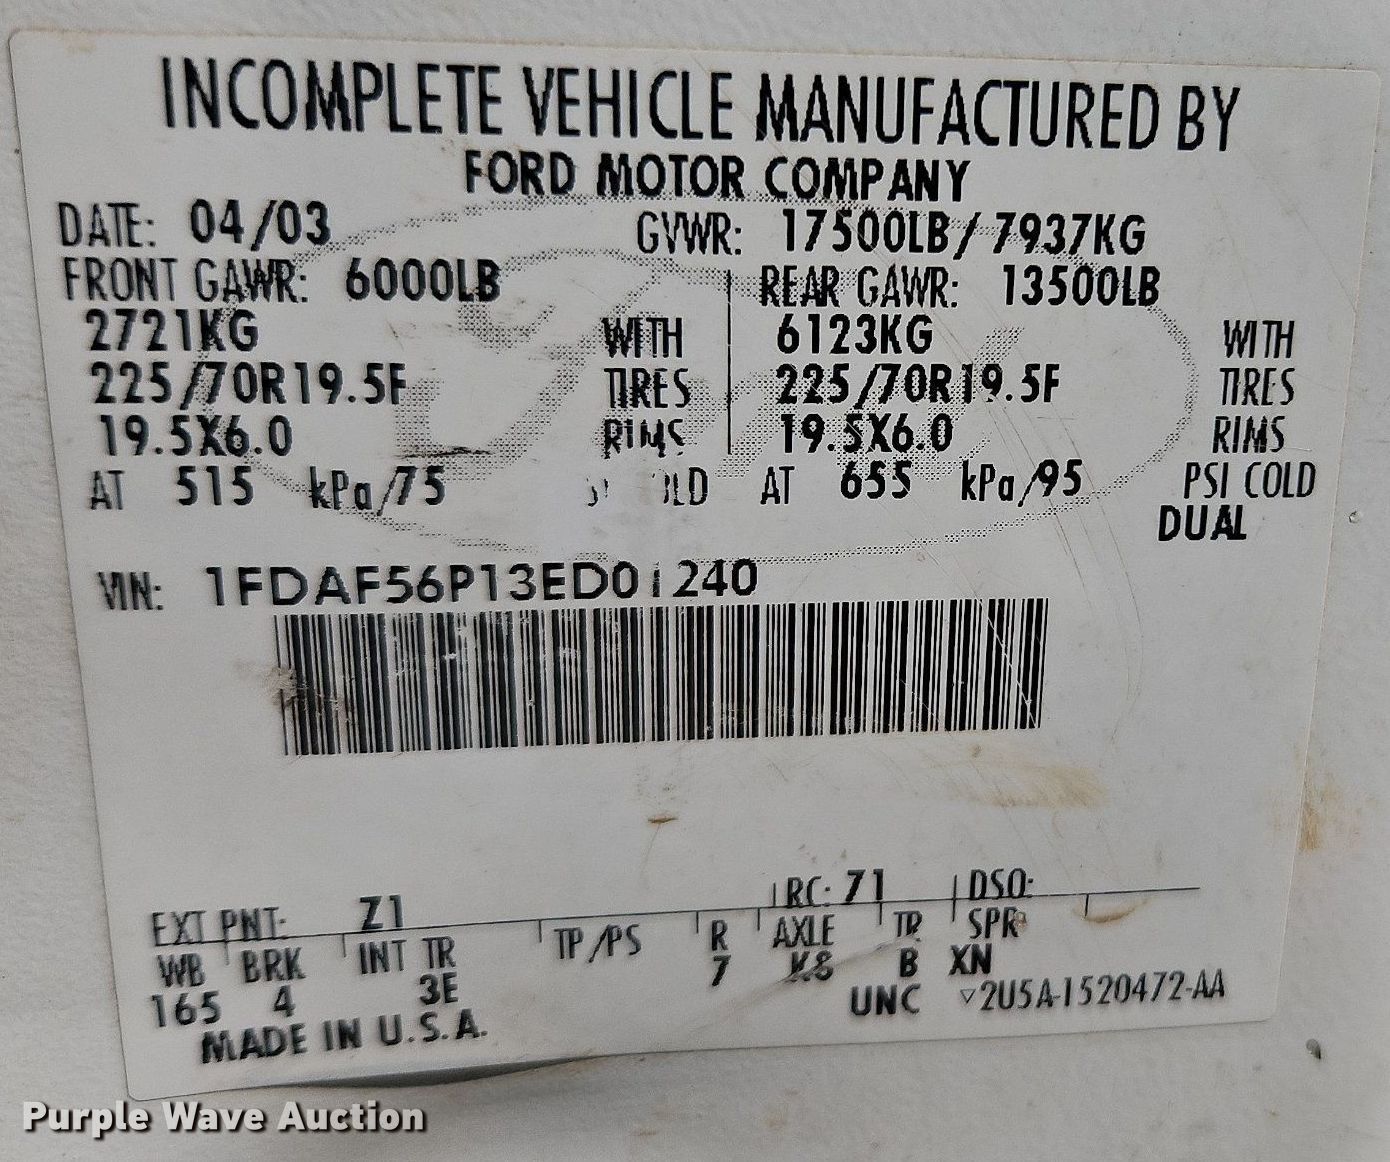 INCOMPLETE VEHICLE MANUFACTURED BY
FORD MOTOR COMPANY
DATE: 04/03 GVWR: 17500LB/7937KG
FRONT GAWR: 6000LB REAR GAWR: 13500LB
2721KG WITH 6123KG WITH
225/70R19.5F TIRES 225/70R19.5F TIRES
19.5X6.0 RIMS 19.5X6.0 RIMS
AT 515 kPa/75 AT 655 kPa/95 PSI COLD
DUAL
VIN: 1FDAF56P13ED01240
EXT PNT: Z1 RC: 71 DSO:
WB BRK INT TR TP/PS R AXLE TR SPR
165 4 3E 7 K8 B XN
MADE IN U.S.A. UNC ▽2U5A-1520472-AA
Purple Wave Auction